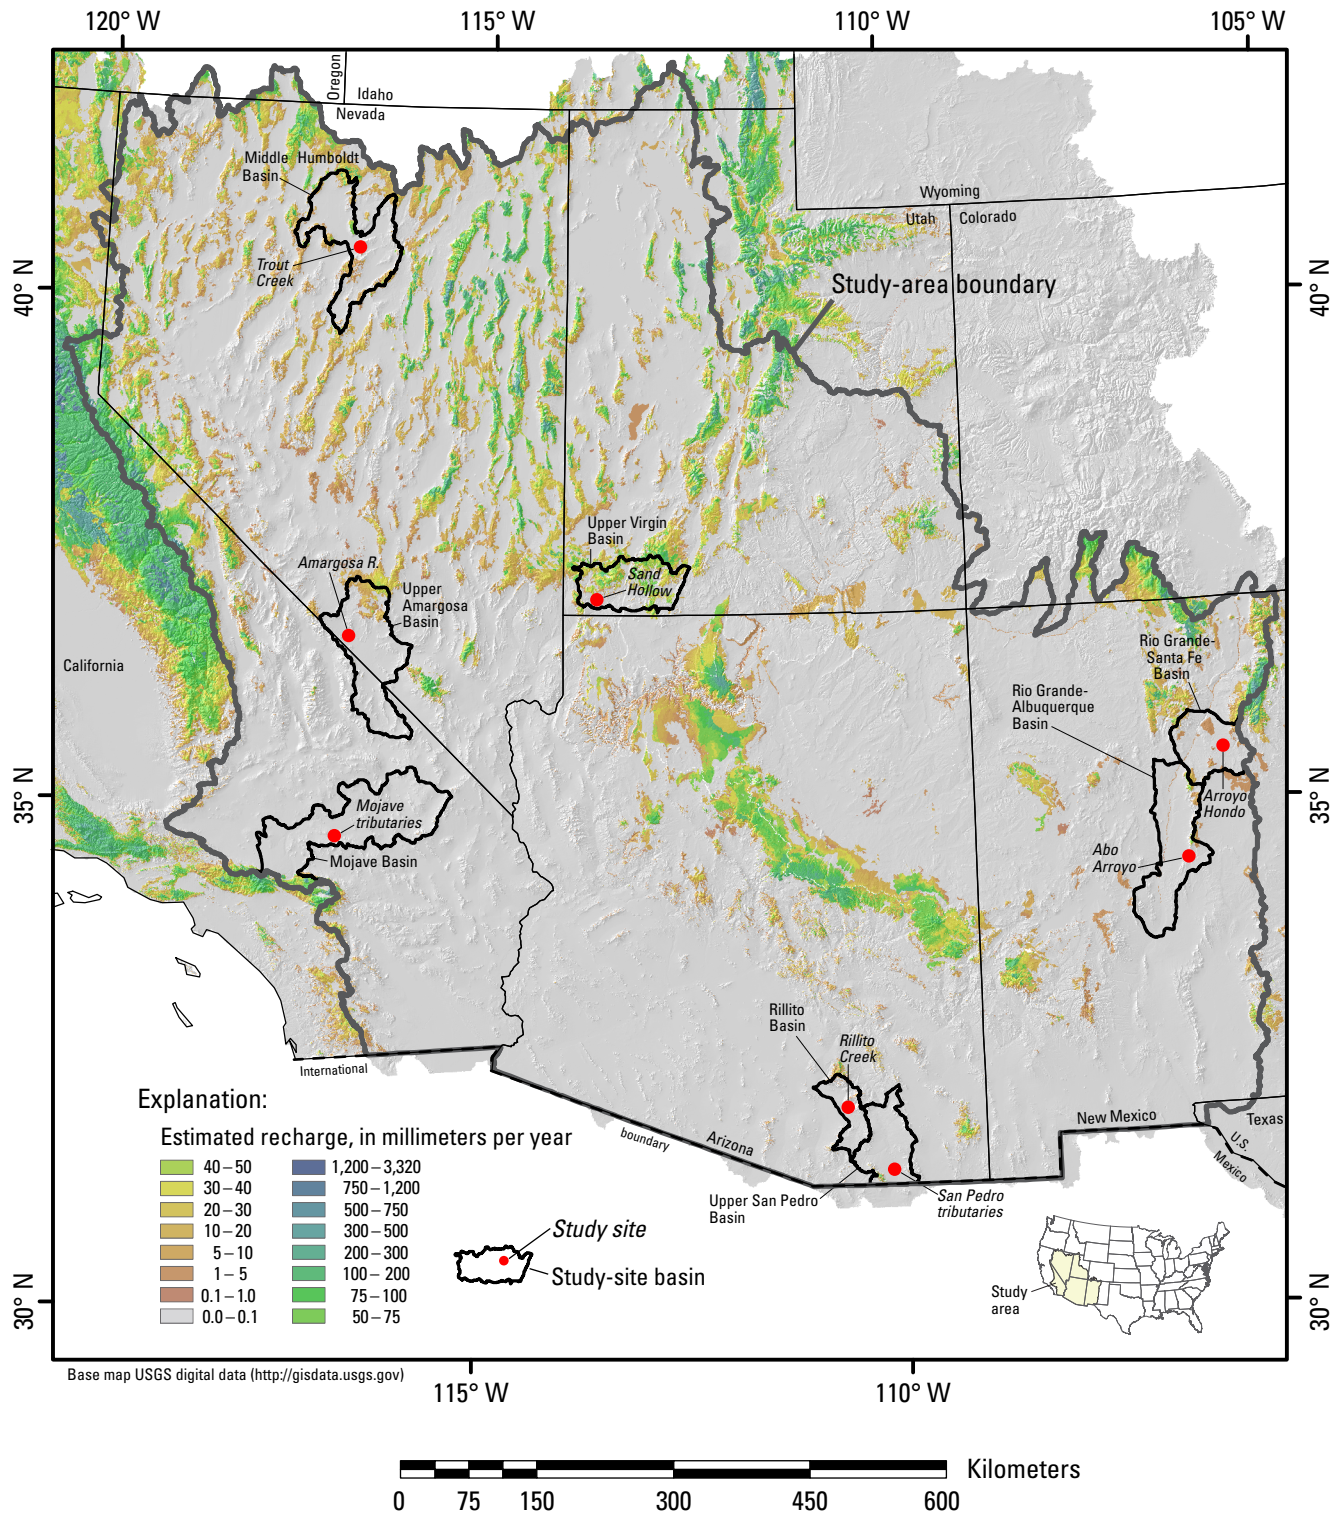 120° W
115° W
110° W
105° W
Oregon
Idaho
Nevada
Middle Humboldt
Basin
Wyoming
Utah
Colorado
Trout
Creek
40° N
40° N
Study-area boundary
Upper Virgin
Basin
Sand
Hollow
Amargosa R.
Upper
Amargosa
Basin
California
Rio Grande-
Santa Fe
Basin
Rio Grande-
Albuquerque
Basin
35° N
35° N
Mojave
tributaries
Mojave Basin
Arroyo
Hondo
Abo
Arroyo
Rillito
Basin
Rillito
Creek
International
boundary
Arizona
New Mexico
Texas
U.S.
Mexico
Upper San Pedro
Basin
San Pedro
tributaries
Explanation:
Estimated recharge, in millimeters per year
40 – 50
1,200 – 3,320
30 – 40
750 – 1,200
20 – 30
500 – 750
10 – 20
300 – 500
5 – 10
200 – 300
1 – 5
100 – 200
0.1 – 1.0
75 – 100
0.0 – 0.1
50 – 75
Study site
Study-site basin
Study
area
30° N
30° N
Base map USGS digital data (http://gisdata.usgs.gov)
115° W
110° W
Kilometers
0
75
150
300
450
600